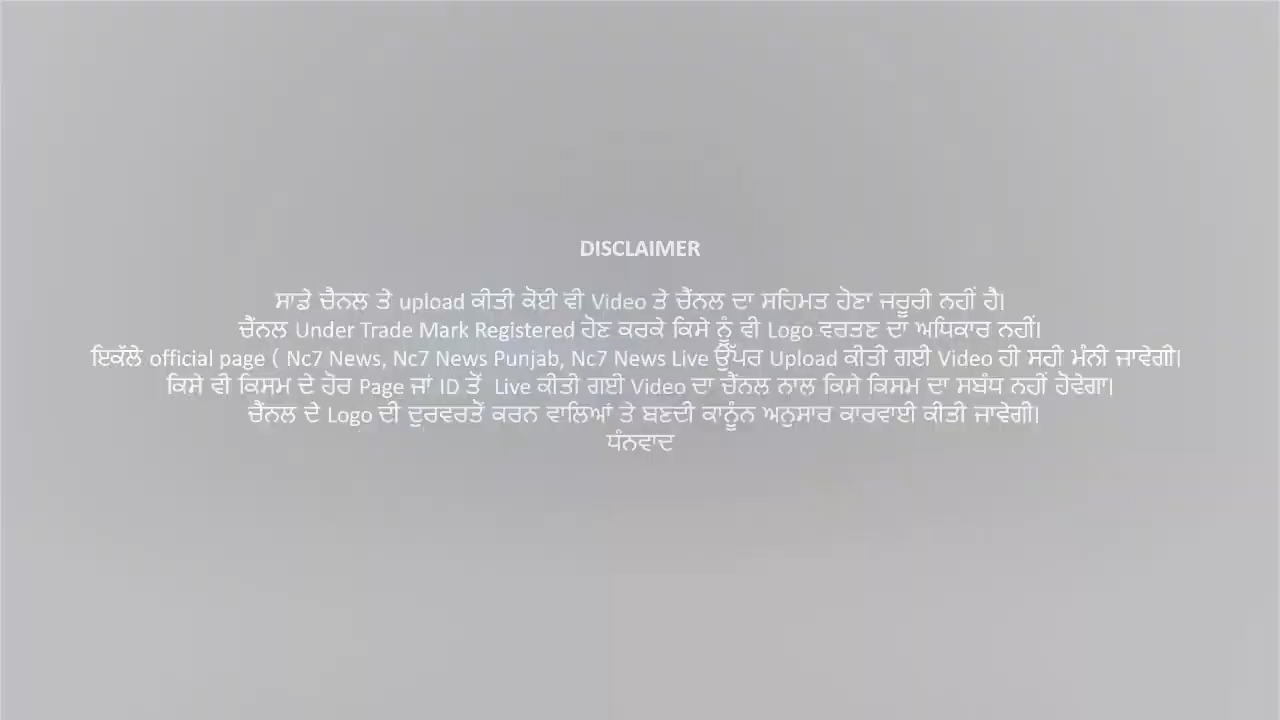 DISCLAIMER
ਸਾਡੇ ਚੈਨਲ ਤੇ upload ਕੀਤੀ ਕੋਈ ਵੀ Video ਤੇ ਚੈੱਨਲ ਦਾ ਸਹਿਮਤ ਹੋਣਾ ਜਰੂਰੀ ਨਹੀਂ ਹੈ।
ਚੈੱਨਲ Under Trade Mark Registered ਹੋਣ ਕਰਕੇ ਕਿਸੇ ਨੂੰ ਵੀ Logo ਵਰਤਣ ਦਾ ਅਧਿਕਾਰ ਨਹੀਂ।
ਇਕੱਲੇ official page ( Nc7 News, Nc7 News Punjab, Nc7 News Live ਉੱਪਰ Upload ਕੀਤੀ ਗਈ Video ਹੀ ਸਹੀ ਮੰਨੀ ਜਾਵੇਗੀ।
ਕਿਸੇ ਵੀ ਕਿਸਮ ਦੇ ਹੋਰ Page ਜਾਂ ID ਤੋਂ Live ਕੀਤੀ ਗਈ Video ਦਾ ਚੈੱਨਲ ਨਾਲ ਕਿਸੇ ਕਿਸਮ ਦਾ ਸਬੰਧ ਨਹੀਂ ਹੋਵੇਗਾ।
ਚੈੱਨਲ ਦੇ Logo ਦੀ ਦੁਰਵਰਤੋਂ ਕਰਨ ਵਾਲਿਆਂ ਤੇ ਬਣਦੀ ਕਾਨੂੰਨ ਅਨੁਸਾਰ ਕਾਰਵਾਈ ਕੀਤੀ ਜਾਵੇਗੀ।
ਧੰਨਵਾਦ